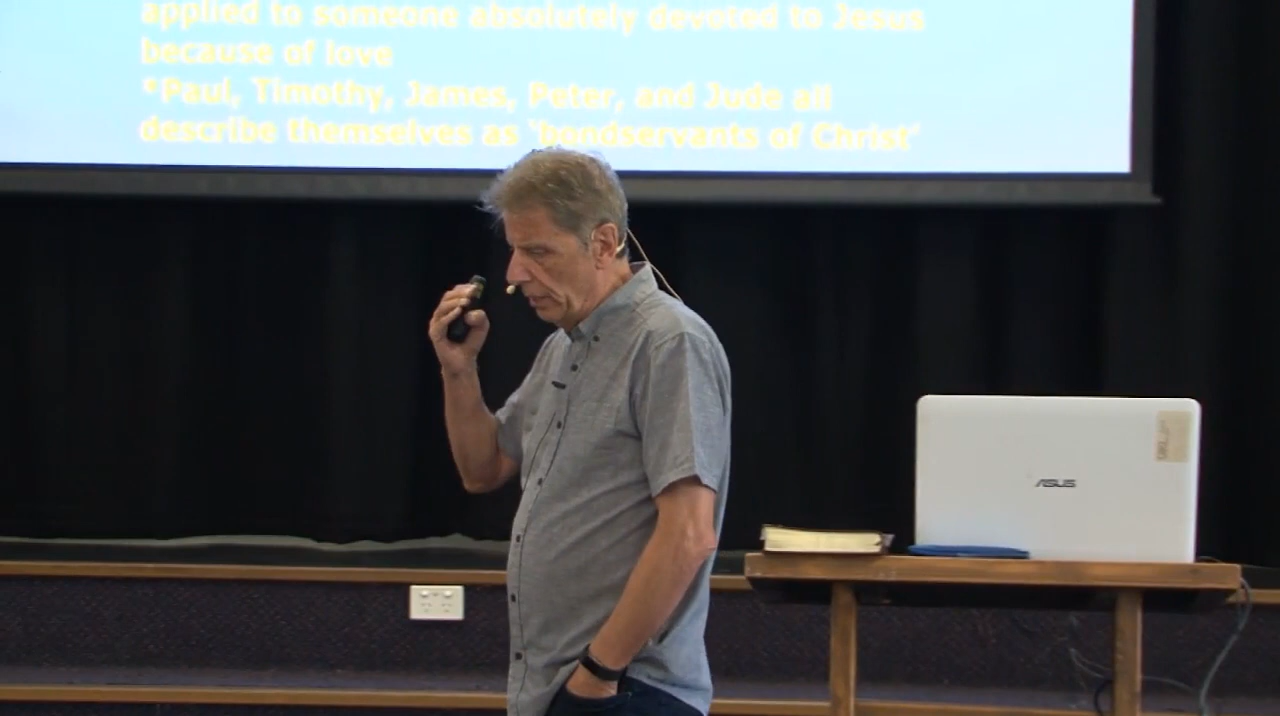 applied to someone absolutely devoted to Jesus
because of love
*Paul, Timothy, James, Peter, and Jude all
describe themselves as 'bondservants of Christ'
ASUS